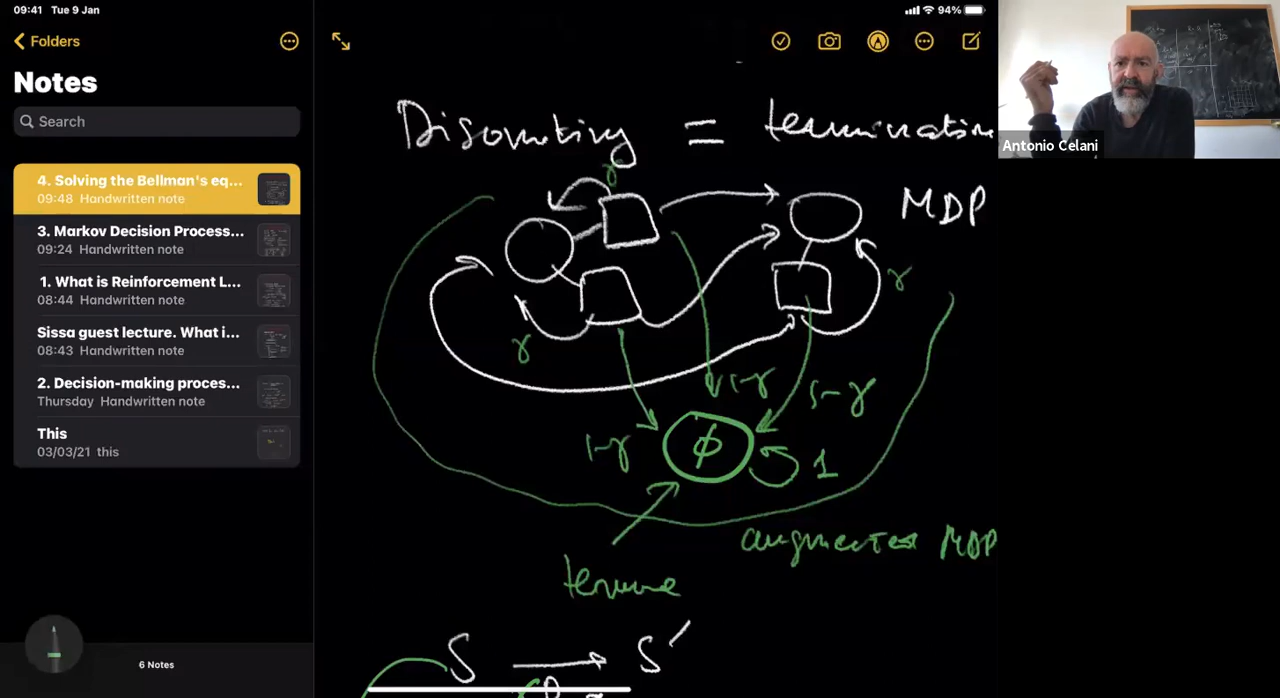 09:41 Tue 9 Jan
94%
Folders
Notes
Search
4. Solving the Bellman's eq...
09:48 Handwritten note
3. Markov Decision Process...
09:24 Handwritten note
1. What is Reinforcement L...
08:44 Handwritten note
Sissa guest lecture. What i...
08:43 Handwritten note
2. Decision-making proces...
Thursday Handwritten note
This
03/03/21 this
6 Notes
Antonio Celani
Discounting = termination
γ
MDP
γ
γ
1-γ
1-γ
1-γ
φ
1
augmented MDP
S → S'